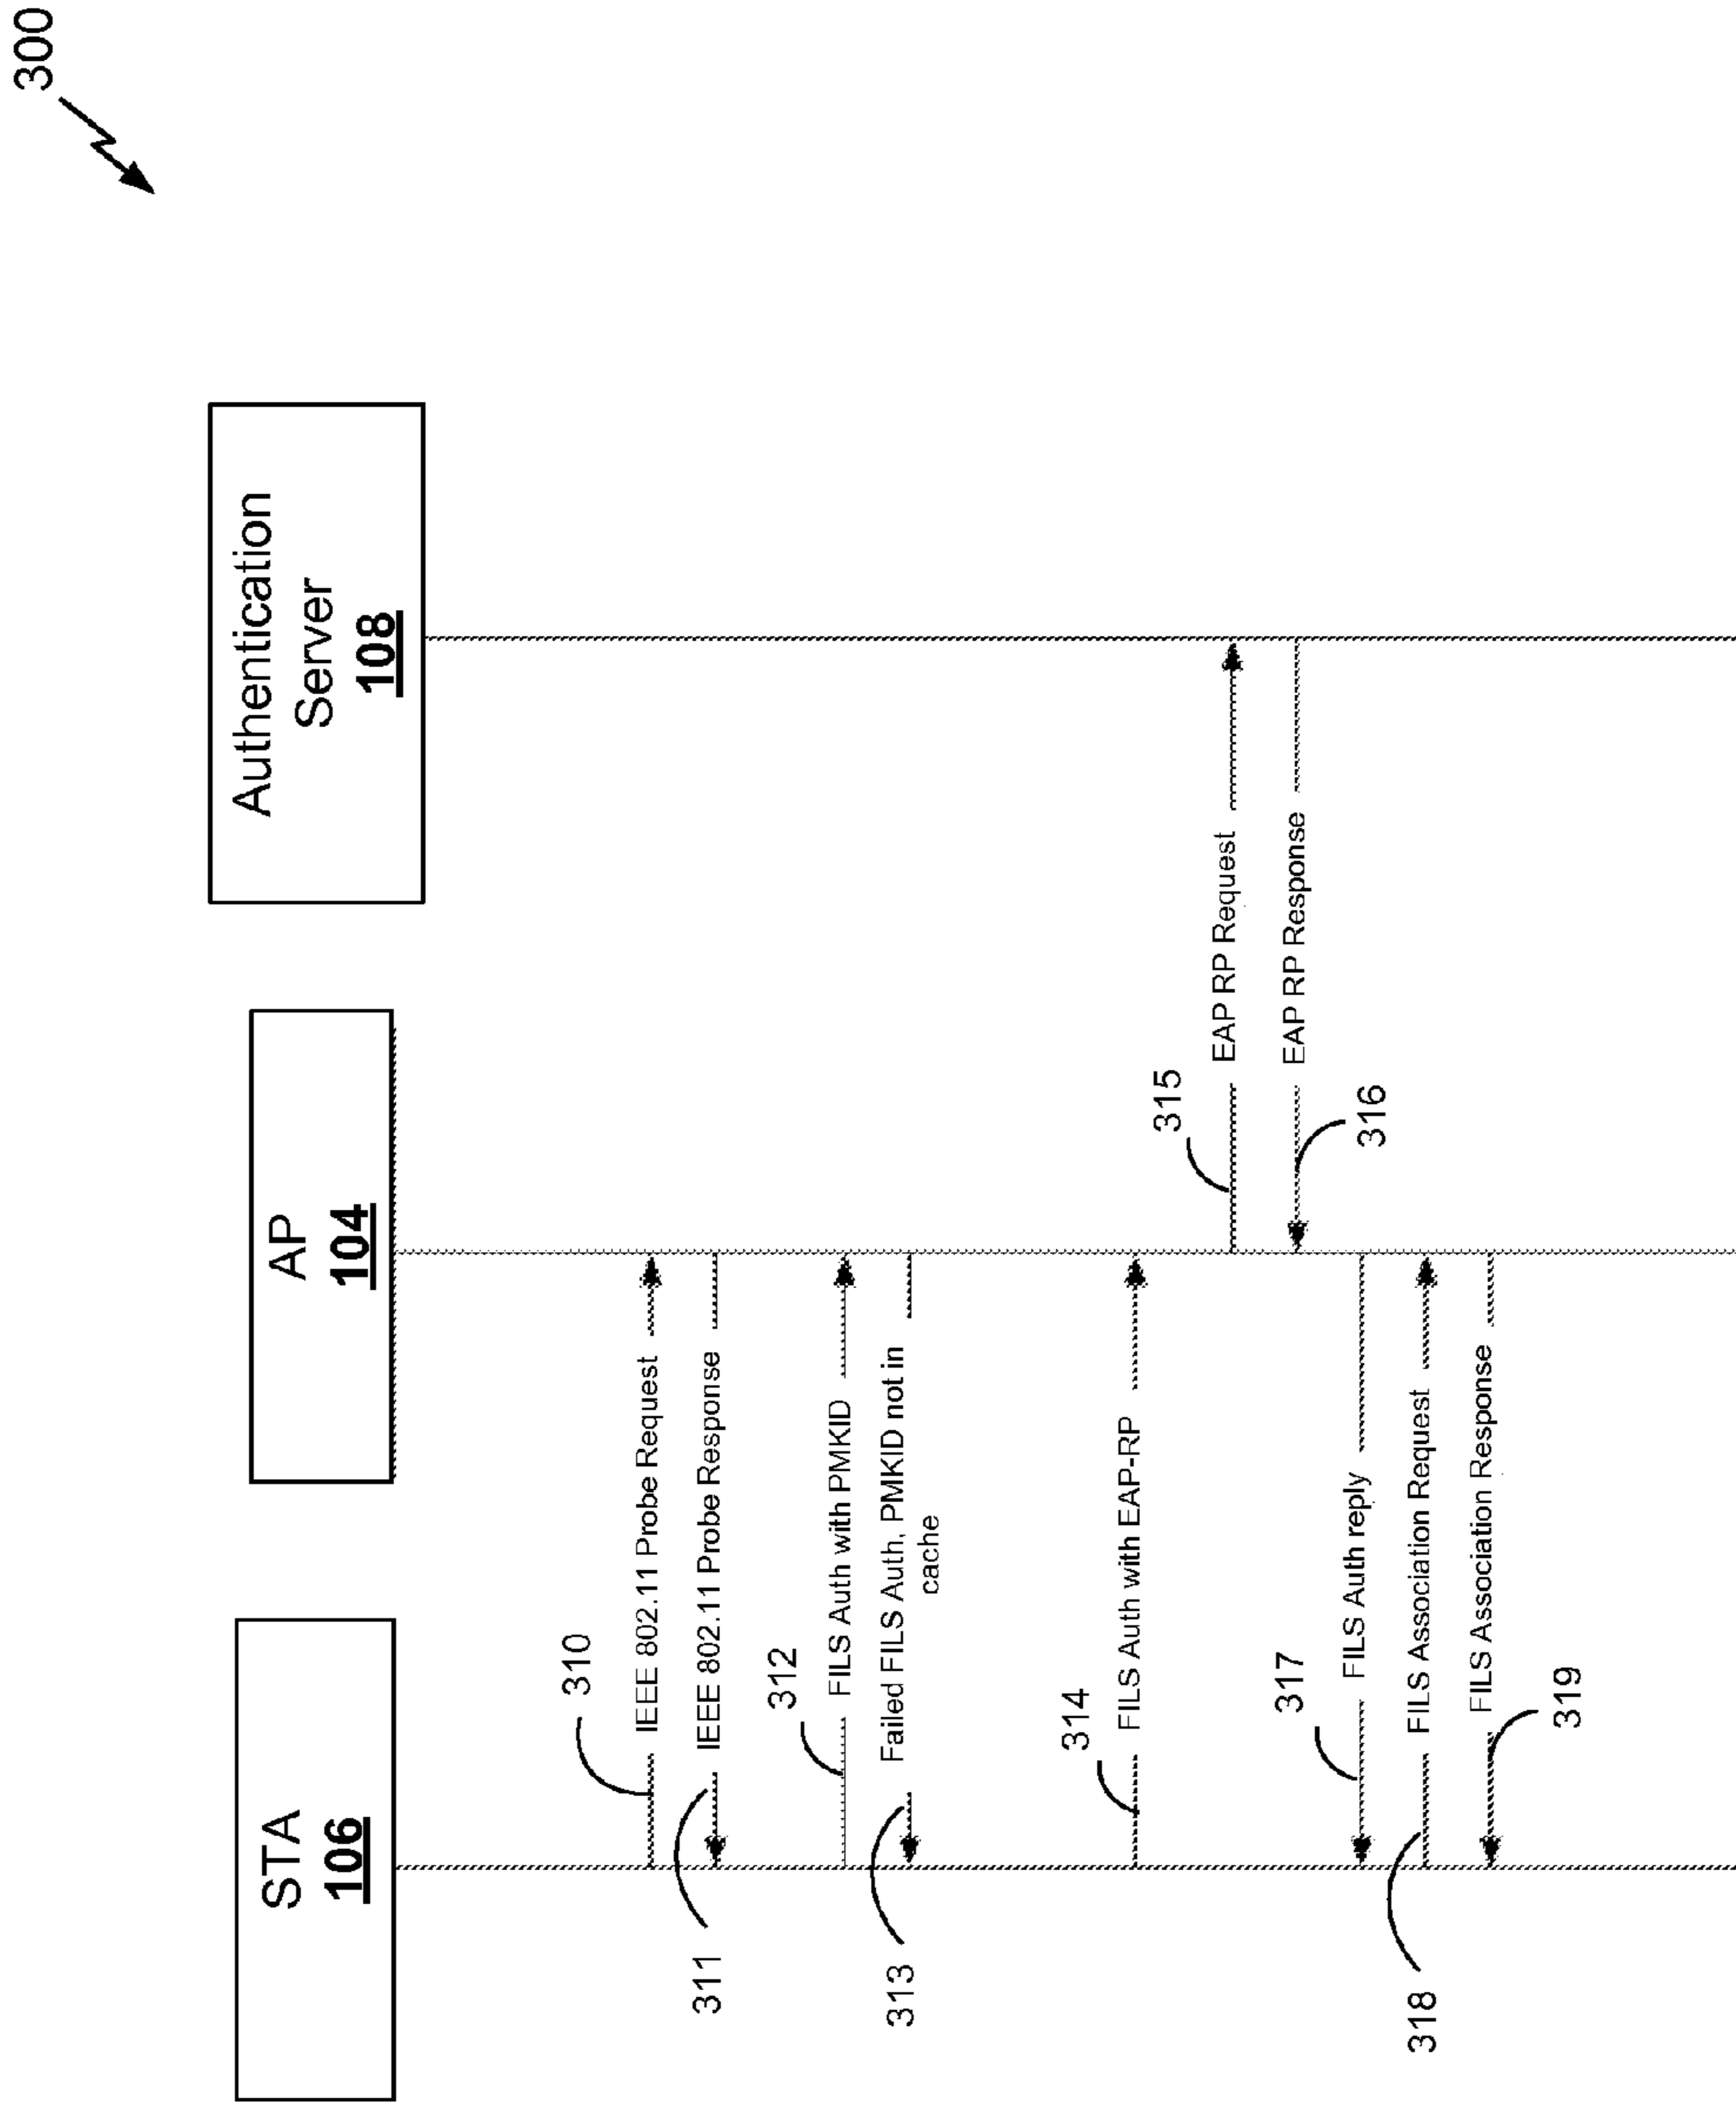 300
STA
106
AP
104
Authentication
Server
108
310
IEEE 802.11 Probe Request
311
IEEE 802.11 Probe Response
312
FILS Auth with PMKID
313
Failed FILS Auth, PMKID not in
cache
314
FILS Auth with EAP-RP
315
EAP RP Request
EAP RP Response
316
317
FILS Auth reply
318
FILS Association Request
FILS Association Response
319